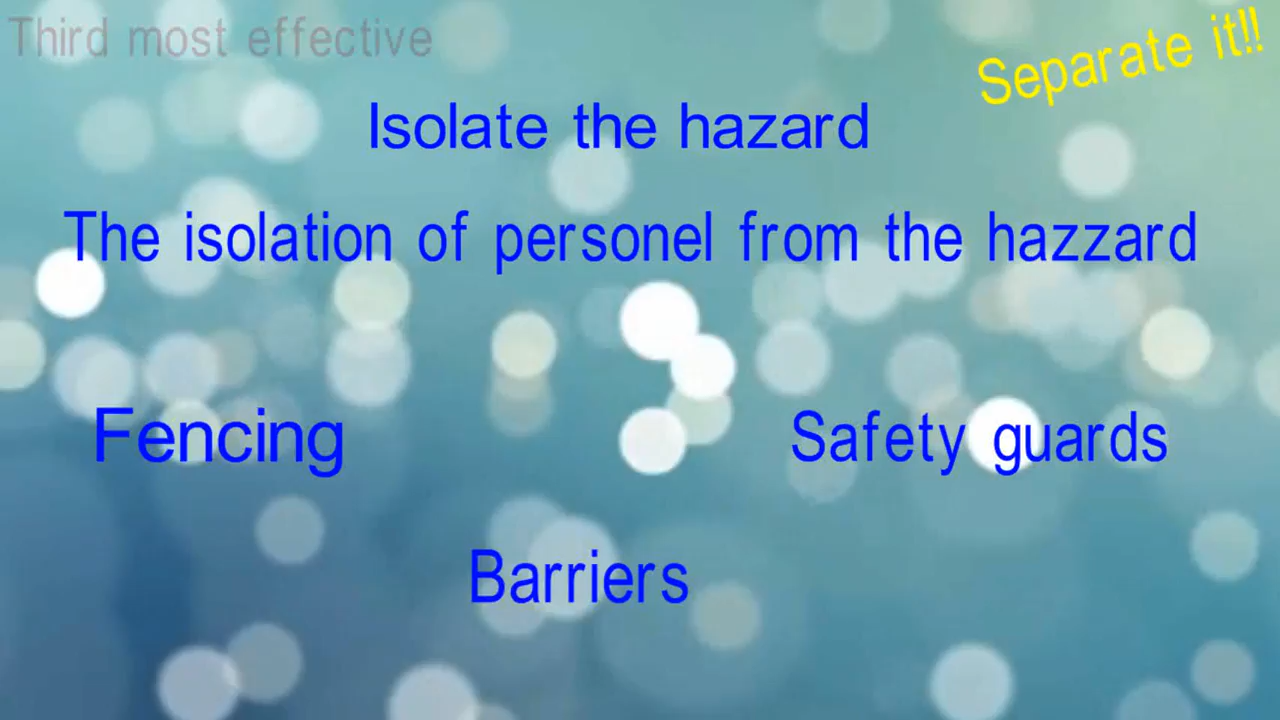 Third most effective
Separate it!!
Isolate the hazard
The isolation of personel from the hazzard
Fencing
Safety guards
Barriers